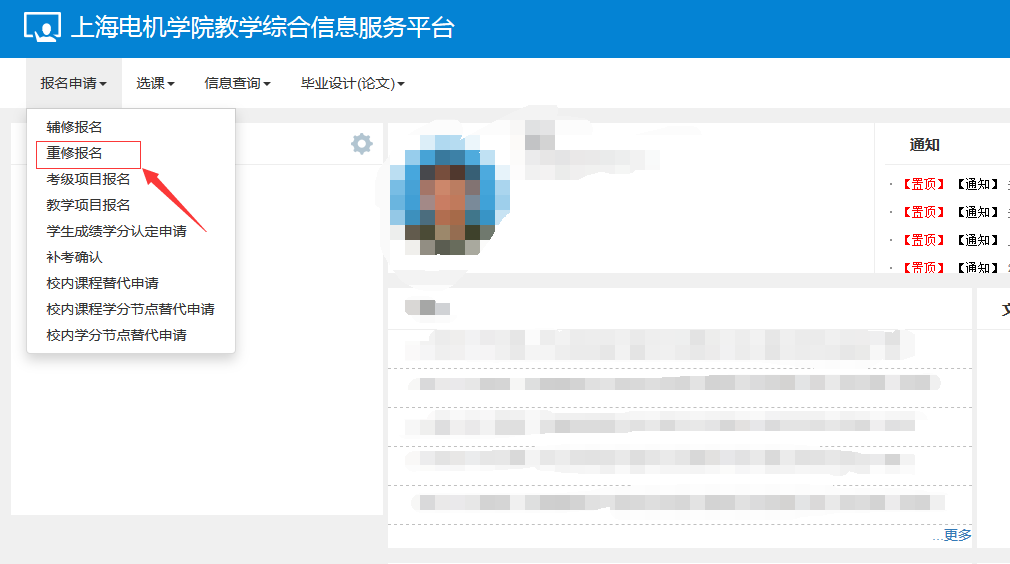 上海电机学院教学综合信息服务平台
报名申请 选课 信息查询 毕业设计(论文)
辅修报名
重修报名
考级项目报名
教学项目报名
学生成绩学分认定申请
补考确认
校内课程替代申请
校内课程学分节点替代申请
校内学分节点替代申请
通知
【置顶】 【通知】
【置顶】 【通知】
【置顶】 【通知】
【置顶】 【通知】
...更多